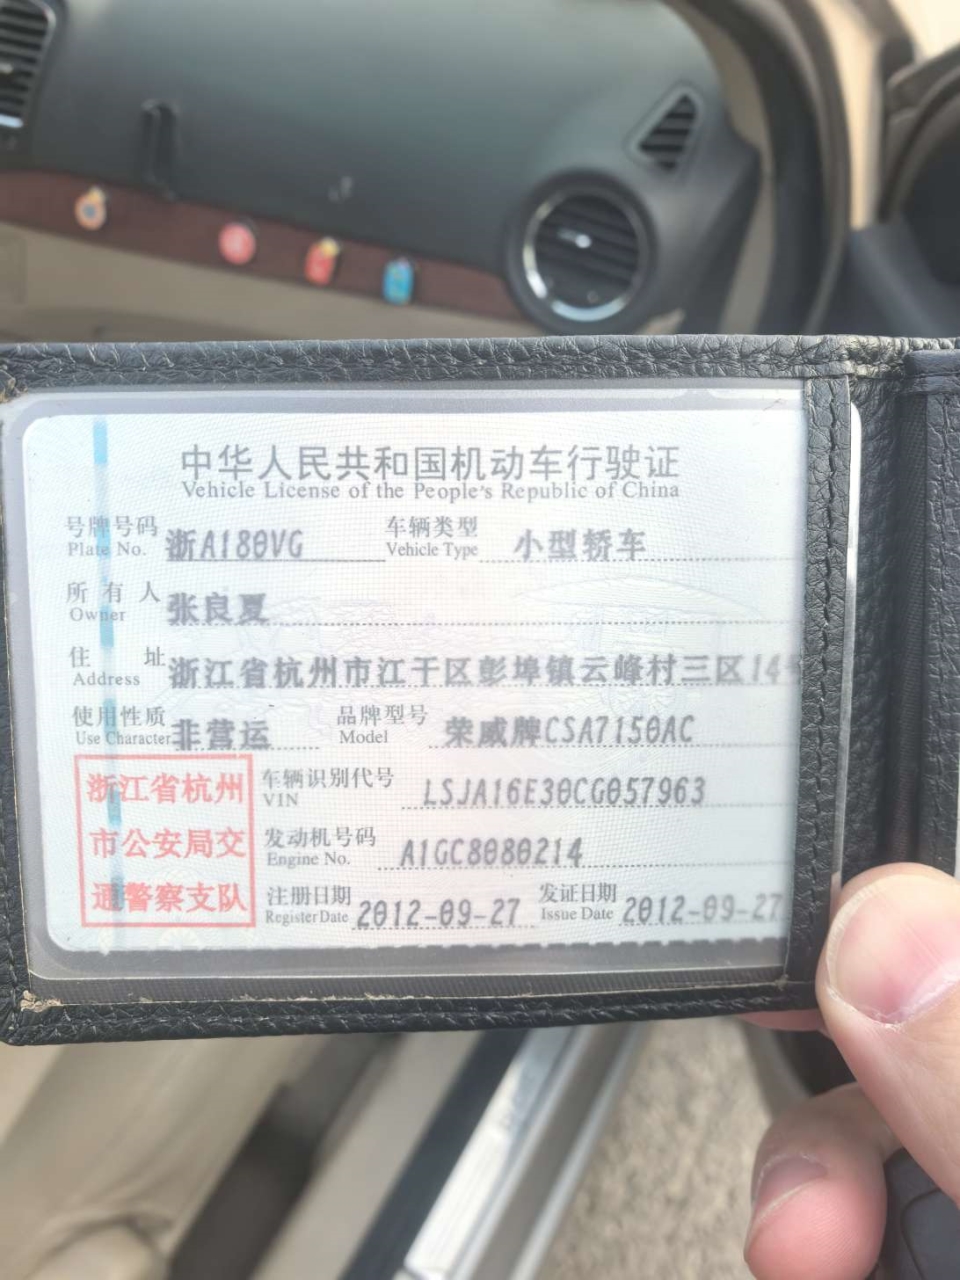 中华人民共和国机动车行驶证
Vehicle License of the People's Republic of China
号牌号码 浙A180VG 车辆类型 小型轿车
Plate No. Vehicle Type
所有人 张良夏
Owner
住址 浙江省杭州市江干区彭埠镇云峰村三区14号
Address
使用性质 非营运 品牌型号 荣威牌CSA7150AC
Use Character Model
浙江省杭州
市公安局交
通警察支队
车辆识别代号 LSJA16E30CG057963
VIN
发动机号码 A1GC8080214
Engine No.
注册日期 2012-09-27 发证日期 2012-09-27
Register Date Issue Date